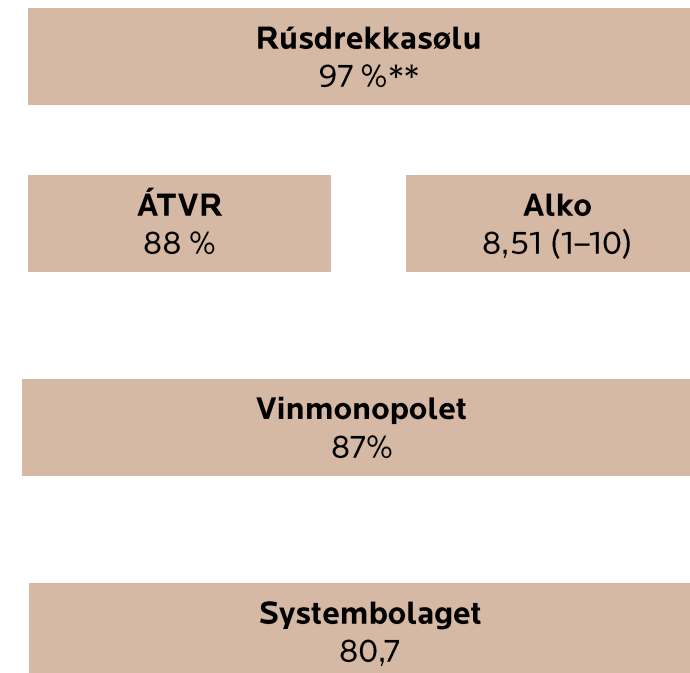 Rúsdrekkasølu
97 %**
ÁTVR
88 %
Alko
8,51 (1–10)
Vinmonopolet
87%
Systembolaget
80,7